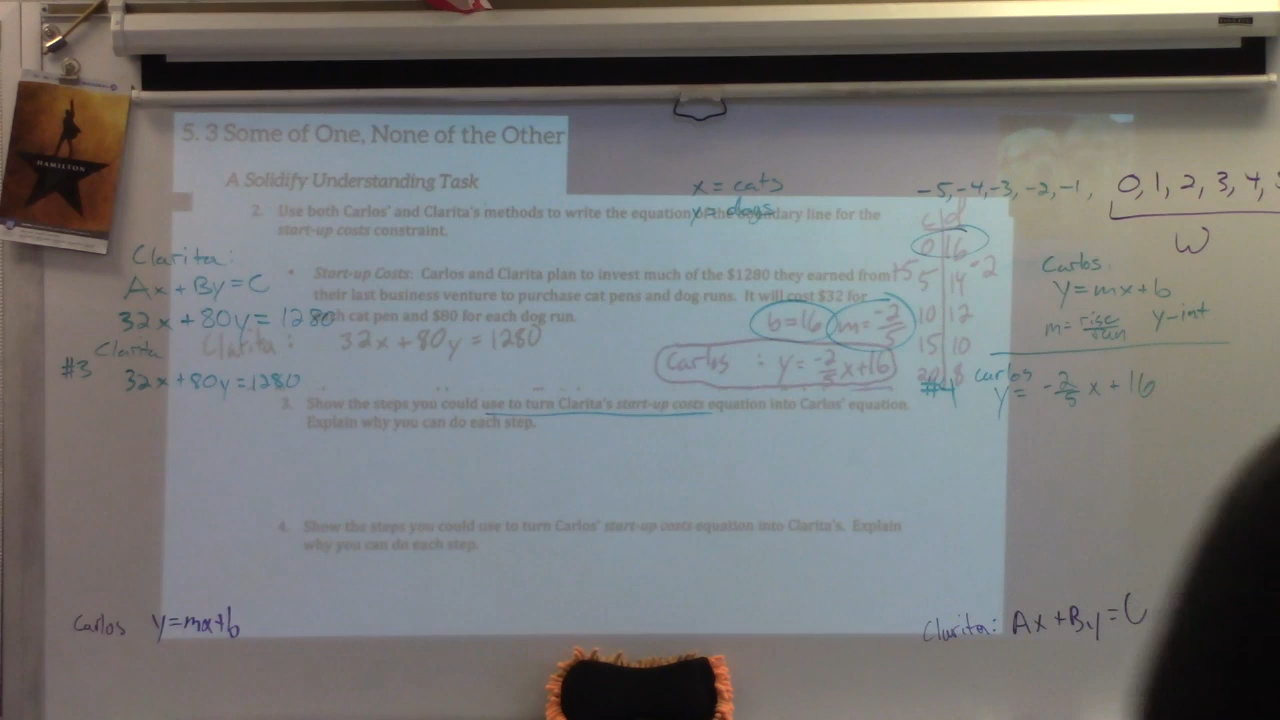 HAMILTON
5. 3 Some of One, None of the Other
A Solidify Understanding Task
x = cats
y = dogs
2. Use both Carlos' and Clarita's methods to write the equation boundary line for the
start-up costs constraint.
Start-up Costs: Carlos and Clarita plan to invest much of the $1280 they earned from
their last business venture to purchase cat pens and dog runs. It will cost $32 for
each cat pen and $80 for each dog run.
Clarita: 32x + 80y = 1280
b = 16 m = -2/5
Carlos : y = -2/5 x + 16
3. Show the steps you could use to turn Clarita's start-up costs equation into Carlos' equation.
Explain why you can do each step.
4. Show the steps you could use to turn Carlos' start-up costs equation into Clarita's. Explain
why you can do each step.
Clarita:
Ax + By = C
32x + 80y = 1280
#3 Clarita
32x + 80y = 1280
-5, -4, -3, -2, -1, 0, 1, 2, 3, 4, 5
W
c d
0 16
+5 5 14 -2
10 12
15 10
20 8
Carlos:
y = mx + b
m = rise/run y-int
#4 Carlos
y = -2/5 x + 16
Carlos y = mx + b
Clarita: Ax + By = C